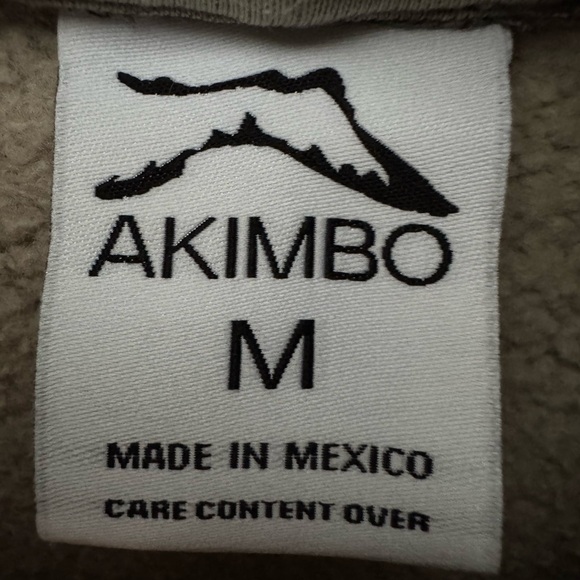 AKIMBO
M
MADE IN MEXICO
CARE CONTENT OVER